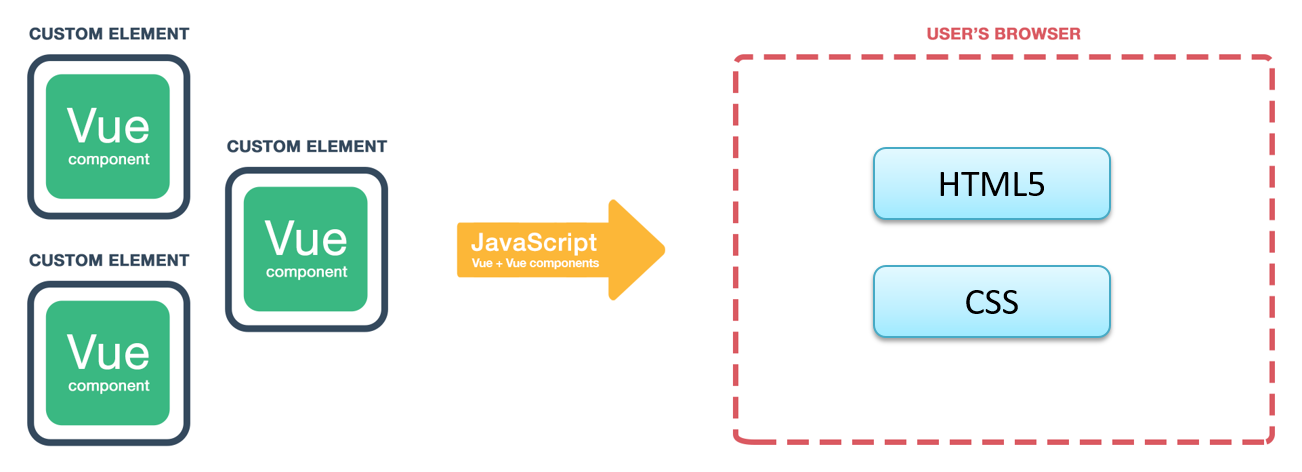 CUSTOM ELEMENT
Vue
component
CUSTOM ELEMENT
Vue
component
CUSTOM ELEMENT
Vue
component
JavaScript
Vue + Vue components
USER'S BROWSER
HTML5
CSS